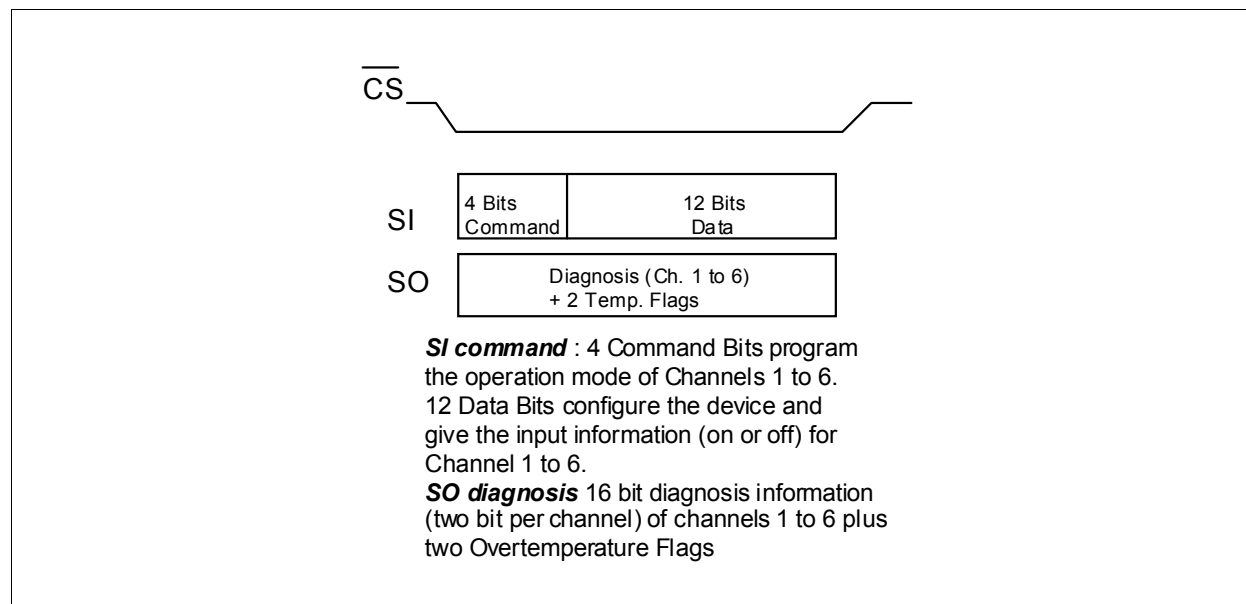 CS
SI
4 Bits
Command
12 Bits
Data
SO
Diagnosis (Ch. 1 to 6)
+ 2 Temp. Flags
SI command : 4 Command Bits program
the operation mode of Channels 1 to 6.
12 Data Bits configure the device and
give the input information (on or off) for
Channel 1 to 6.
SO diagnosis 16 bit diagnosis information
(two bit per channel) of channels 1 to 6 plus
two Overtemperature Flags